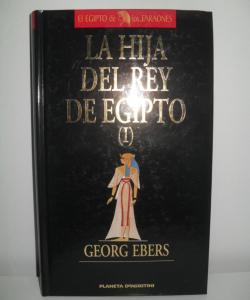 EL EGIPTO de los FARAONES
LA HIJA
DEL REY
DE EGIPTO
(I)
GEORG EBERS
PLANETA DEAGOSTINI